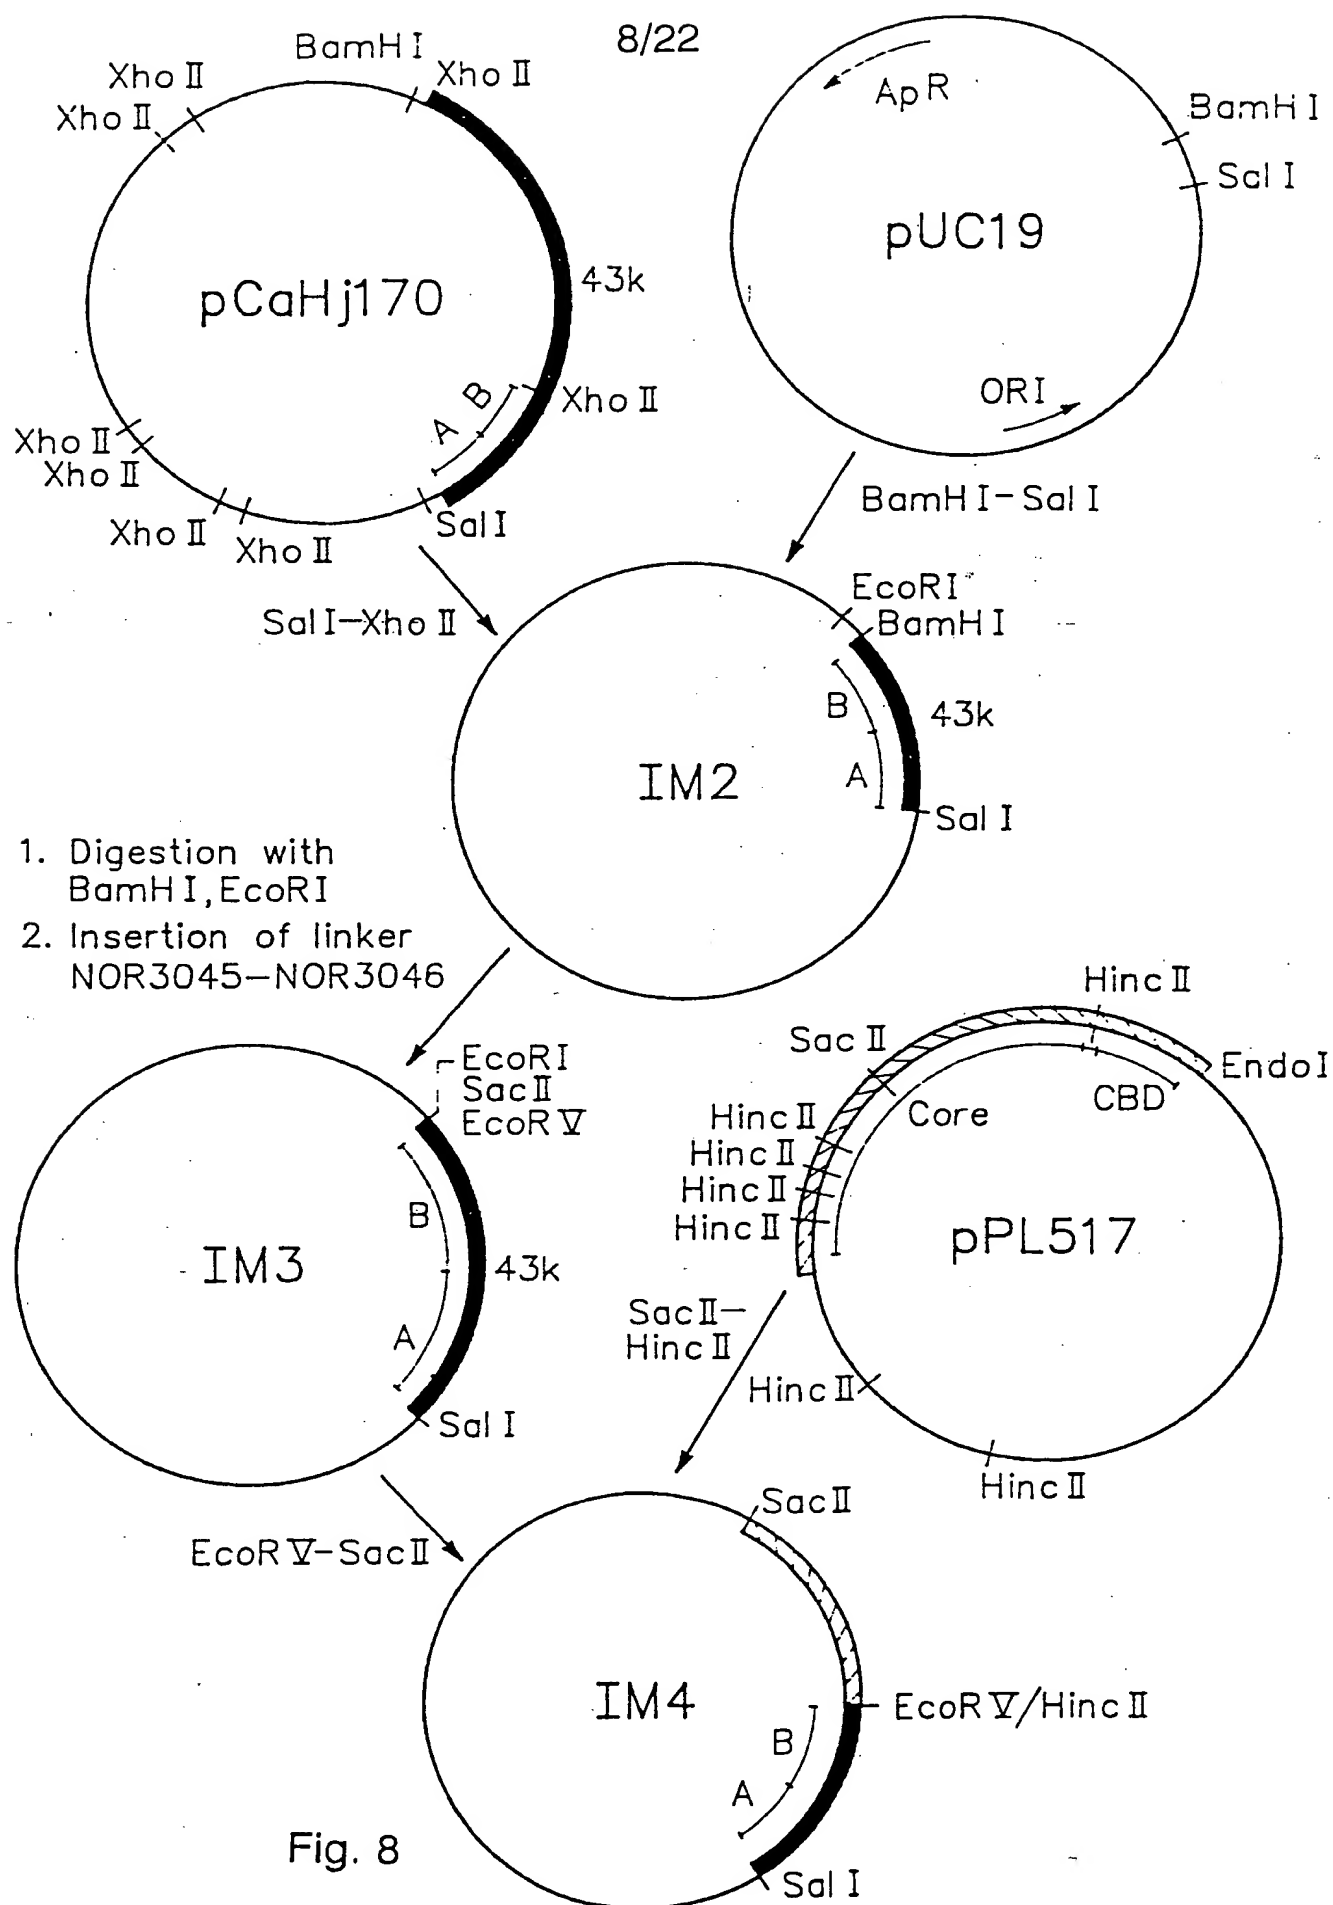 8/22
BamH I
Xho II
Xho II
Xho II
pCaHj170
43k
Xho II
B
A
Sal I
Xho II
Xho II
Xho II
Xho II
ApR
BamH I
Sal I
pUC19
ORI
BamH I-Sal I
Sal I-Xho II
EcoRI
BamH I
B
43k
A
IM2
Sal I
1. Digestion with
BamH I, EcoRI
2. Insertion of linker
NOR3045-NOR3046
EcoRI
Sac II
EcoR V
B
IM3
43k
A
Sal I
Hinc II
Sac II
Endo I
CBD
Core
Hinc II
Hinc II
Hinc II
Hinc II
pPL517
Sac II-
Hinc II
Hinc II
Hinc II
EcoR V-Sac II
Sac II
IM4
EcoR V/Hinc II
B
A
Sal I
Fig. 8